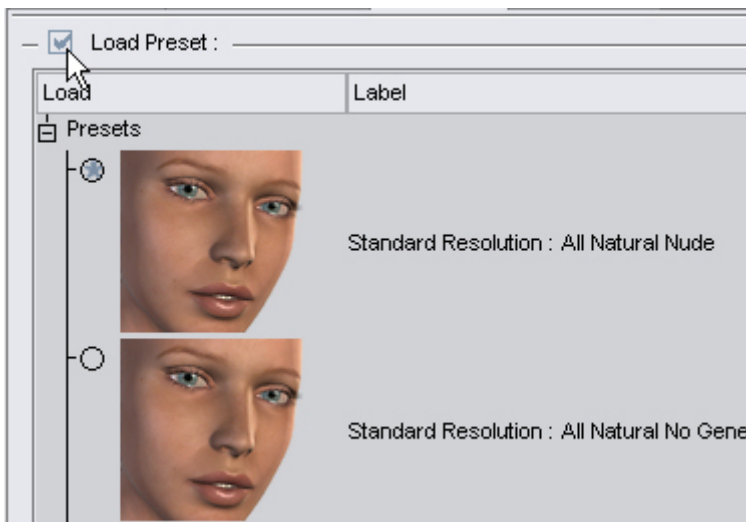 Load Preset :
Load Label
Presets
Standard Resolution : All Natural Nude
Standard Resolution : All Natural No Gene